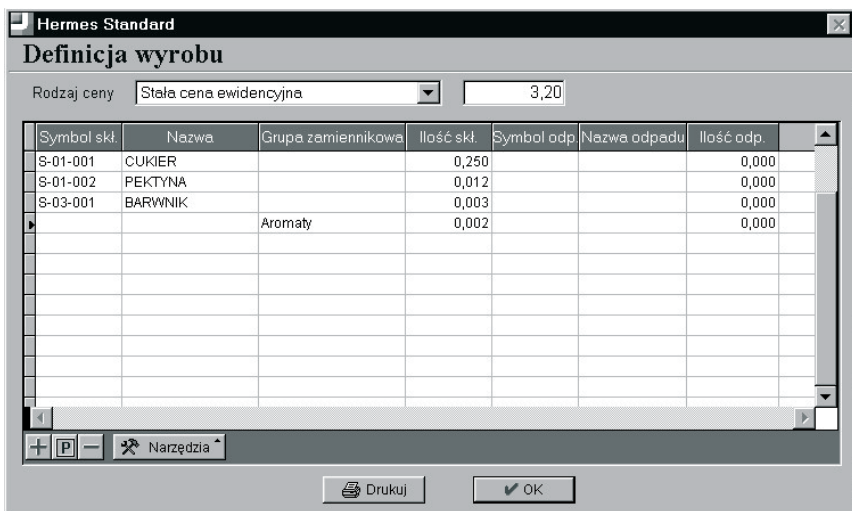 Hermes Standard
Definicja wyrobu
Rodzaj ceny Stała cena ewidencyjna 3,20
Symbol skł. Nazwa Grupa zamiennikowa Ilość skł. Symbol odp. Nazwa odpadu Ilość odp.
S-01-001 CUKIER 0,250 0,000
S-01-002 PEKTYNA 0,012 0,000
S-03-001 BARWNIK 0,003 0,000
Aromaty 0,002 0,000
P Narzędzia
Drukuj OK